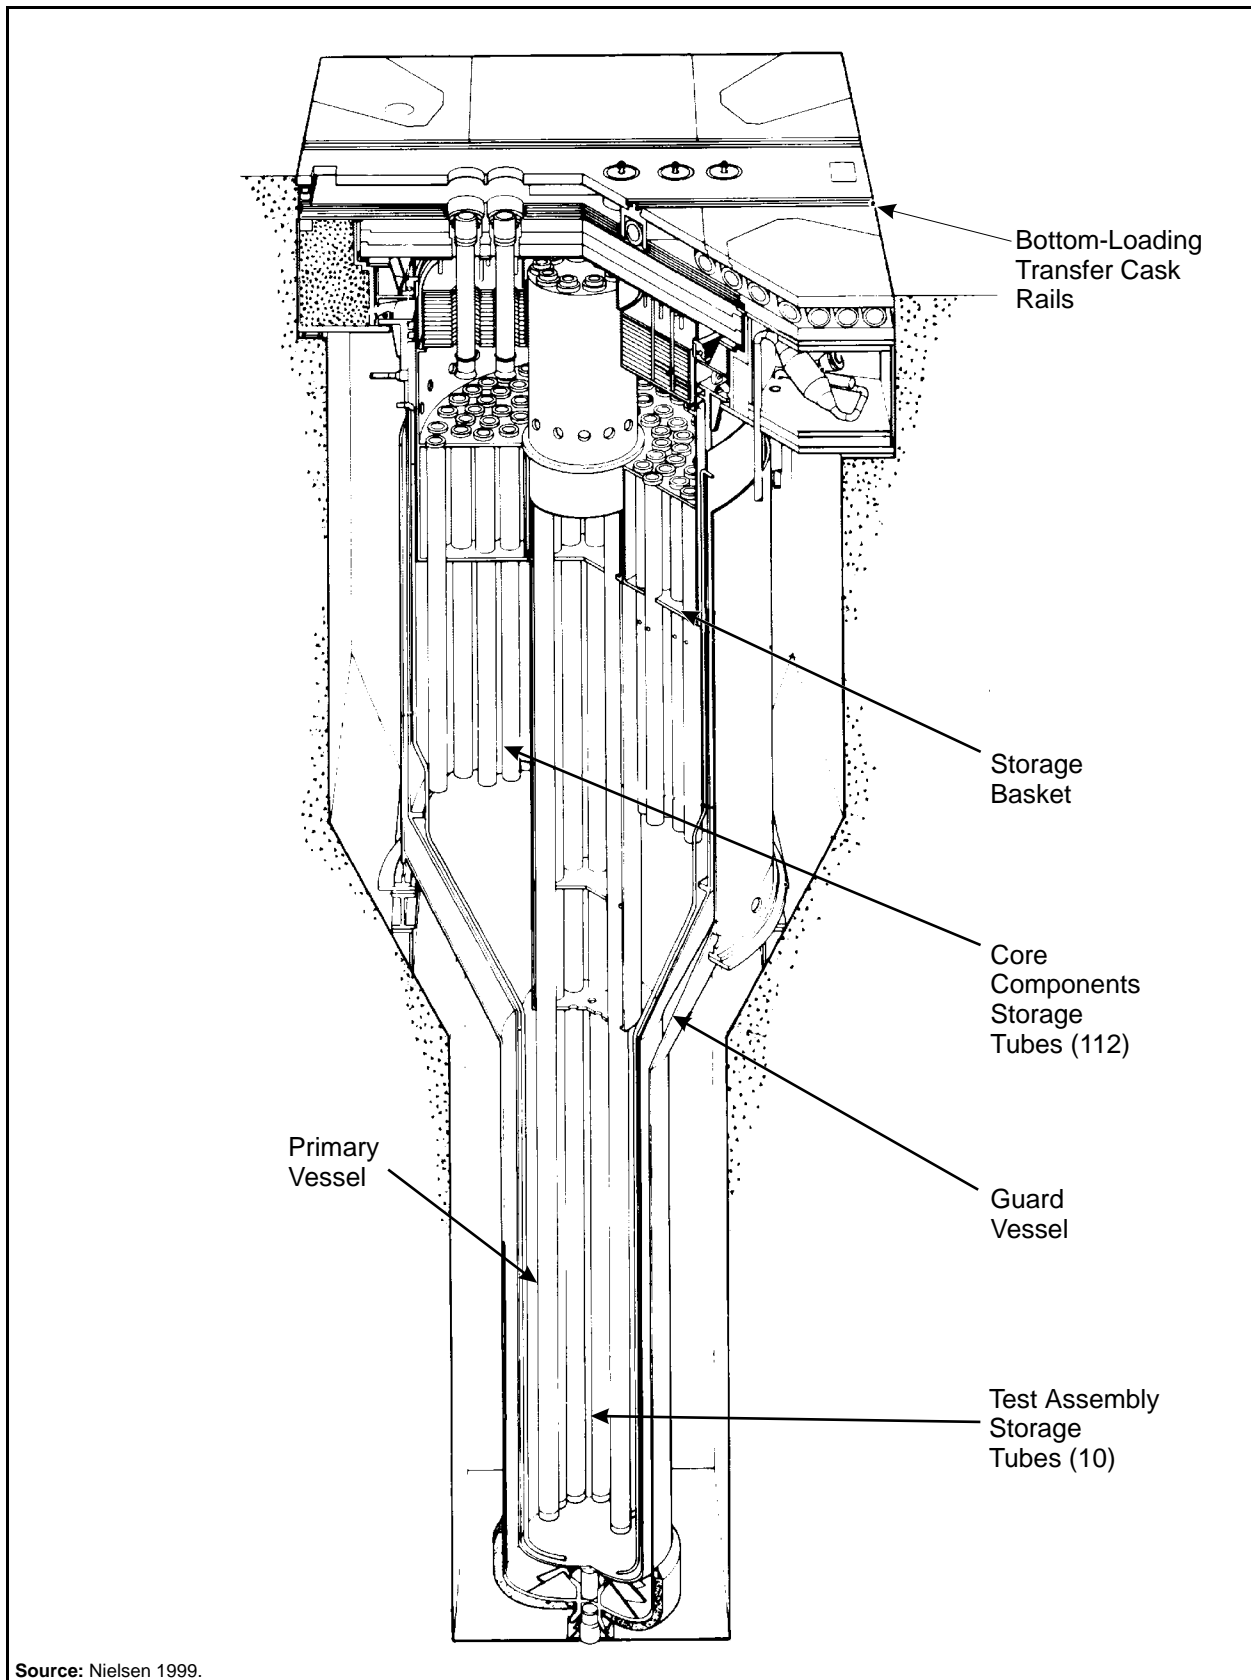 Bottom-Loading
Transfer Cask
Rails
Storage
Basket
Core
Components
Storage
Tubes (112)
Primary
Vessel
Guard
Vessel
Test Assembly
Storage
Tubes (10)
Source: Nielsen 1999.